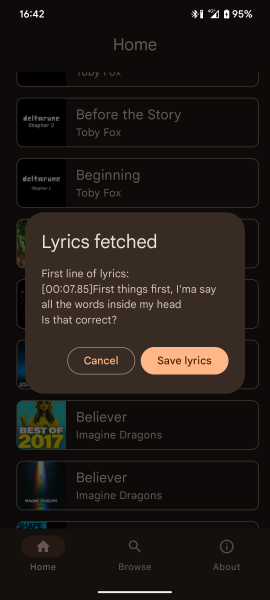 16:42
4G
95%
Home
Toby Fox
deltarune
Chapter 2
Before the Story
Toby Fox
deltarune
Chapter 1
Beginning
Toby Fox
Lyrics fetched
First line of lyrics:
[00:07.85]First things first, I'ma say
all the words inside my head
Is that correct?
Cancel
Save lyrics
BEST OF
2017
Believer
Imagine Dragons
IMAGINE DRAGONS
Believer
Imagine Dragons
SHAPE
Home
Browse
About